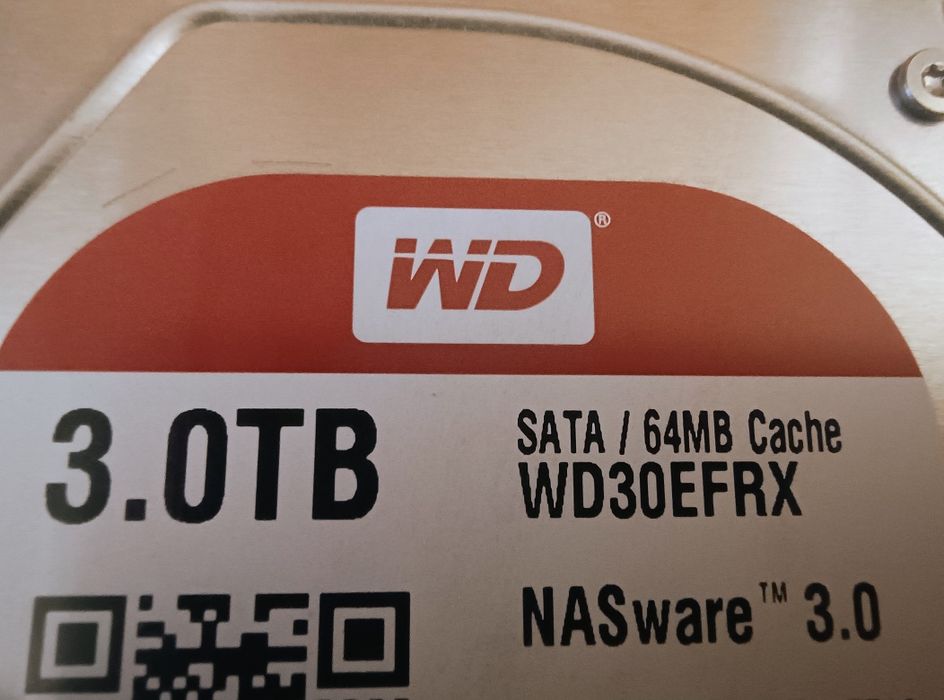 WD®
3.0TB
SATA / 64MB Cache
WD30EFRX
NASware™ 3.0